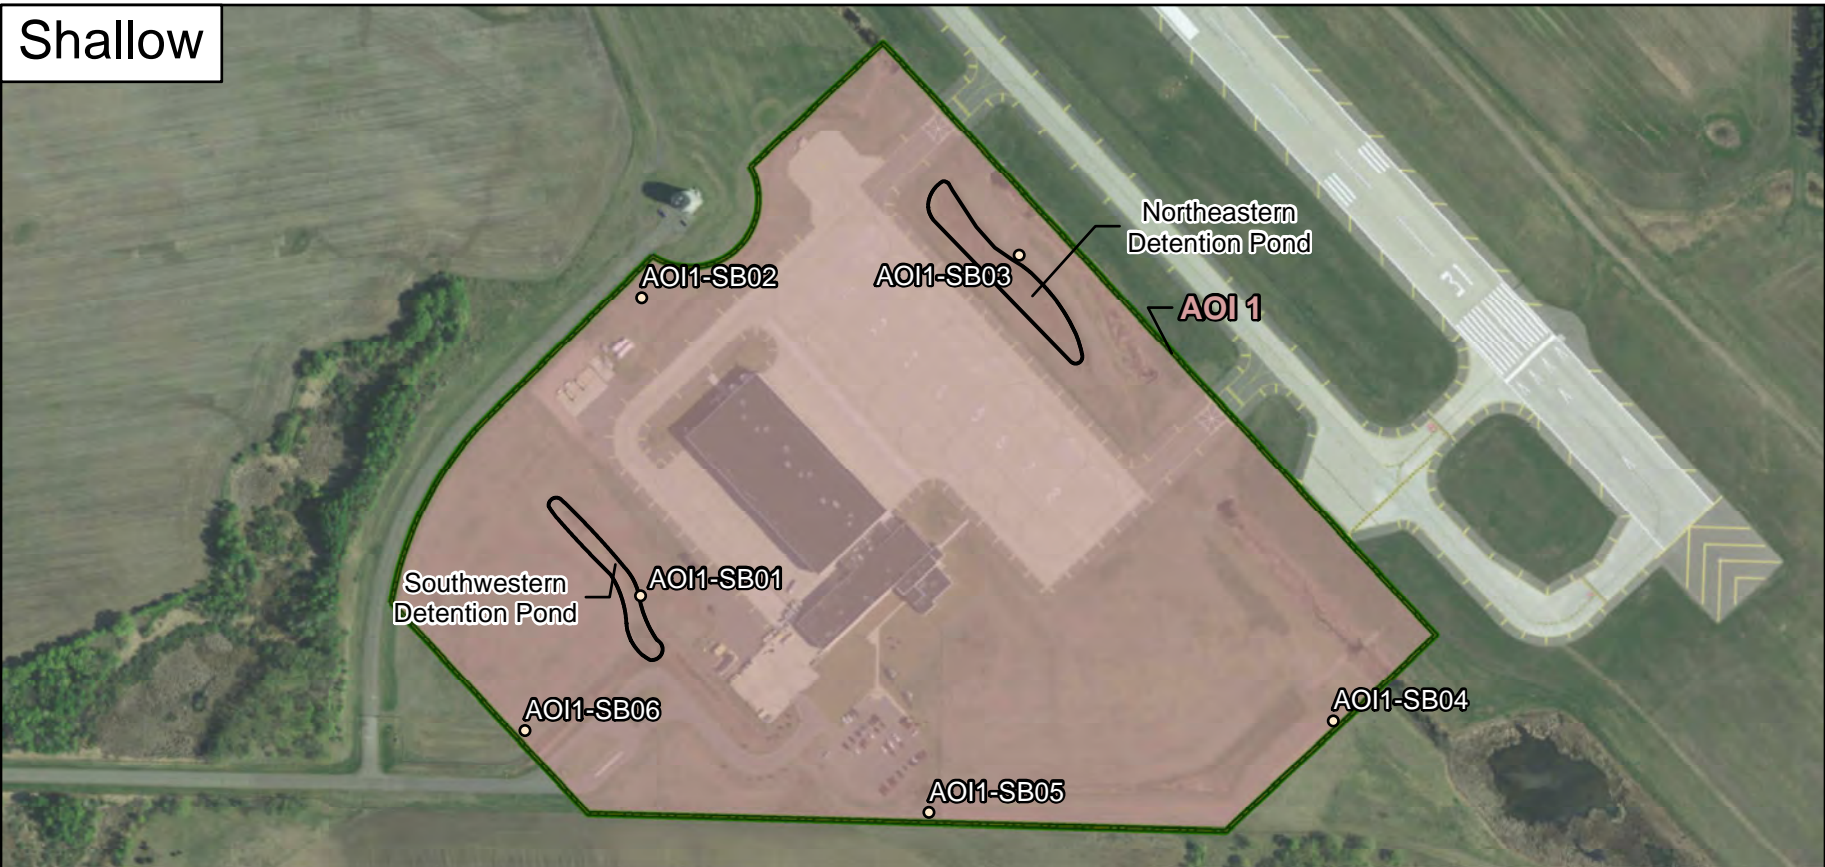 Shallow
Northeastern
Detention Pond
AOI1-SB02
AOI1-SB03
AOI 1
31
Southwestern
Detention Pond
AOI1-SB01
AOI1-SB06
AOI1-SB04
AOI1-SB05